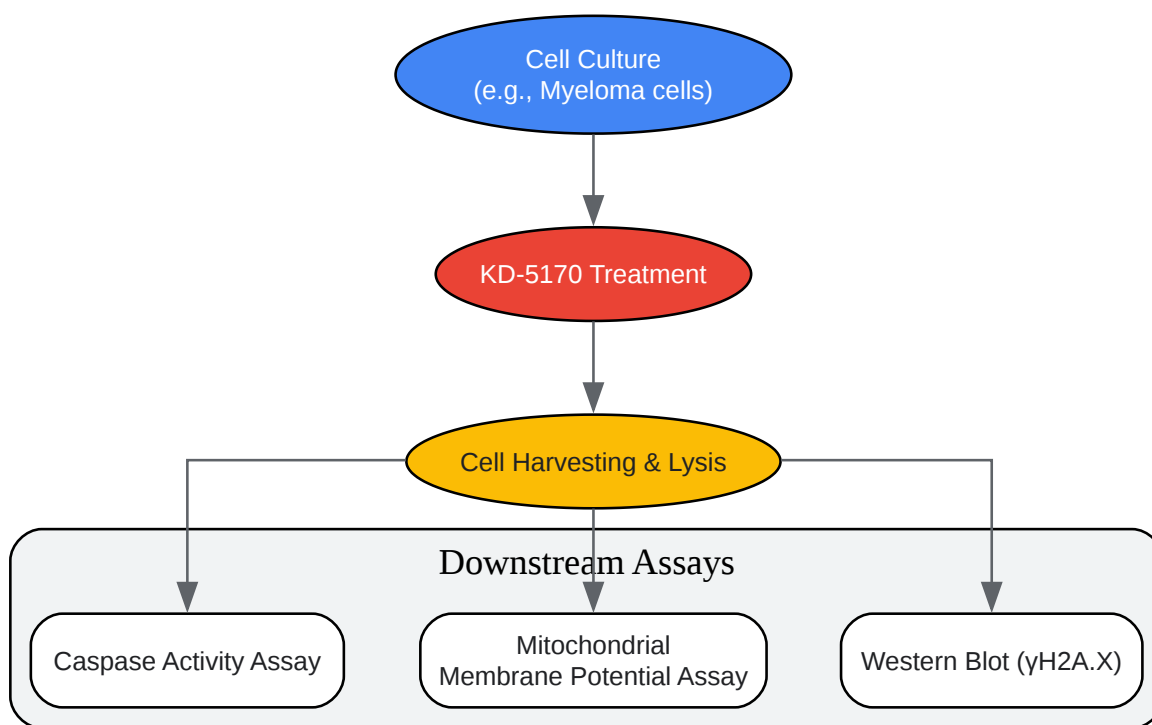 Cell Culture
(e.g., Myeloma cells)
KD-5170 Treatment
Cell Harvesting & Lysis
Downstream Assays
Caspase Activity Assay
Mitochondrial
Membrane Potential Assay
Western Blot (γH2A.X)